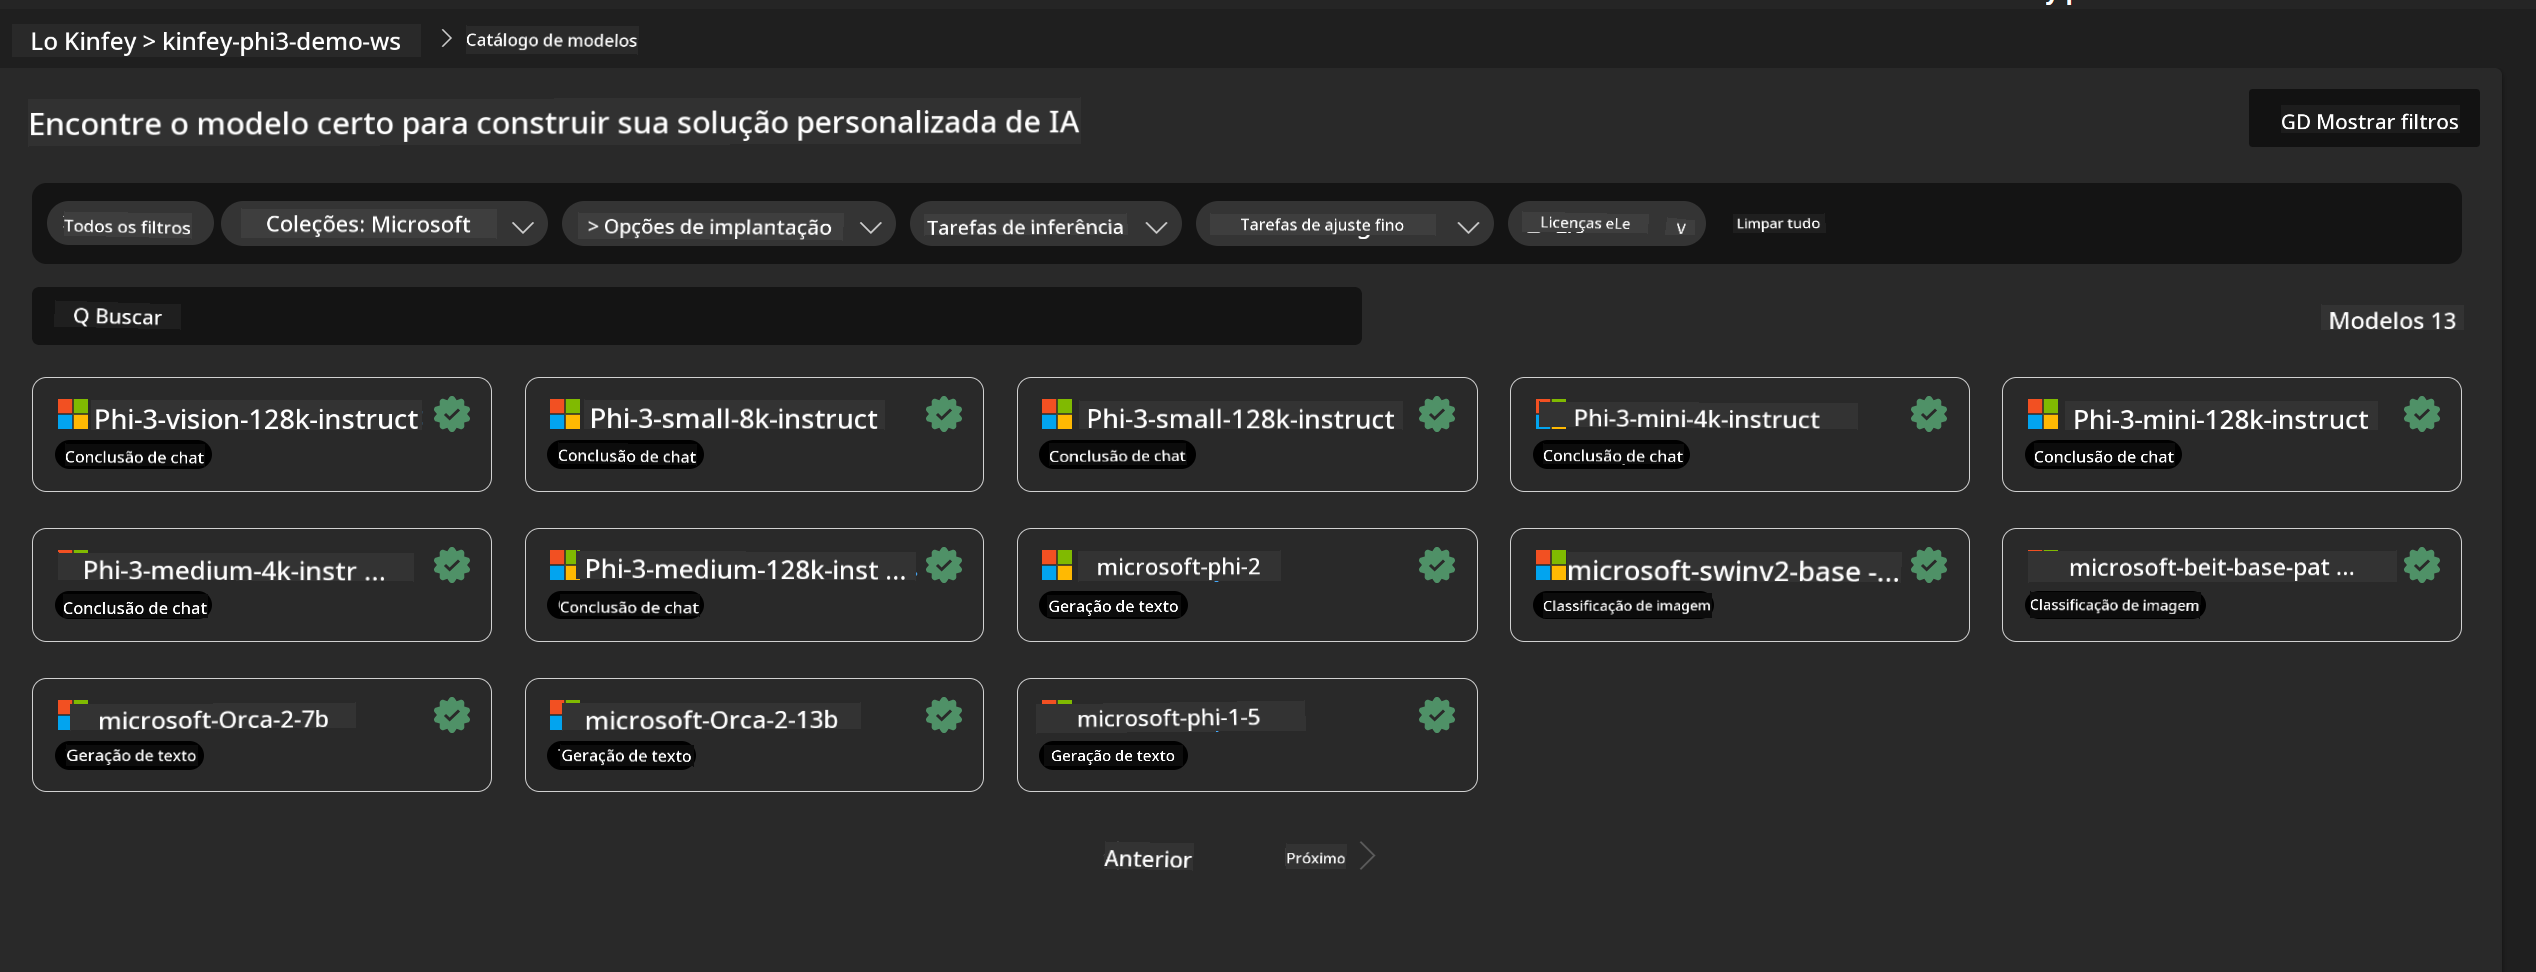 Lo Kinfey > kinfey-phi3-demo-ws > Catálogo de modelos
Encontre o modelo certo para construir sua solução personalizada de IA
GD Mostrar filtros
Todos os filtros
Coleções: Microsoft
> Opções de implantação
Tarefas de inferência
Tarefas de ajuste fino
Licenças eLe v
Limpar tudo
Q Buscar
Modelos 13
Phi-3-vision-128k-instruct
Conclusão de chat
Phi-3-small-8k-instruct
Conclusão de chat
Phi-3-small-128k-instruct
Conclusão de chat
Phi-3-mini-4k-instruct
Conclusão de chat
Phi-3-mini-128k-instruct
Conclusão de chat
Phi-3-medium-4k-instr ...
Conclusão de chat
Phi-3-medium-128k-inst ...
Conclusão de chat
microsoft-phi-2
Geração de texto
microsoft-swinv2-base -...
Classificação de imagem
microsoft-beit-base-pat ...
Classificação de imagem
microsoft-Orca-2-7b
Geração de texto
microsoft-Orca-2-13b
Geração de texto
microsoft-phi-1-5
Geração de texto
Anterior
Próximo